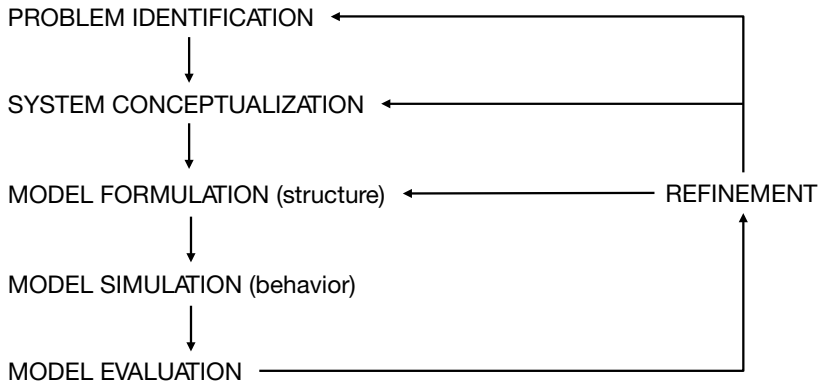 PROBLEM IDENTIFICATION
SYSTEM CONCEPTUALIZATION
MODEL FORMULATION (structure)
REFINEMENT
MODEL SIMULATION (behavior)
MODEL EVALUATION